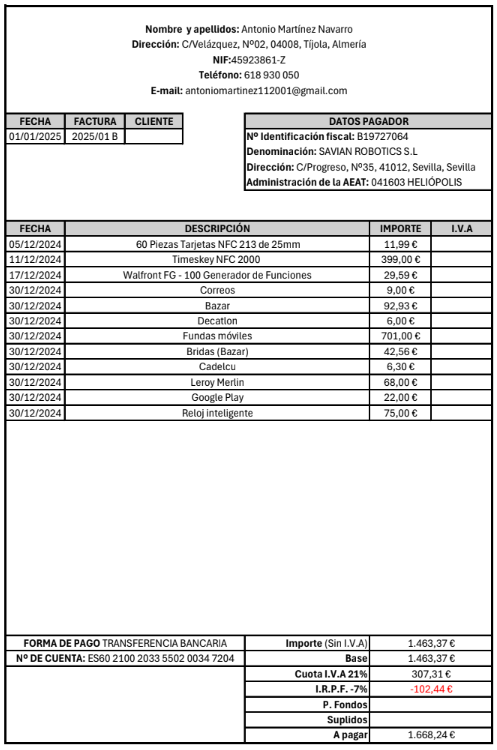 Nombre y apellidos: Antonio Martínez Navarro
Dirección: C/Velázquez, Nº02, 04008, Tíjola, Almería
NIF:45923861-Z
Teléfono: 618 930 050
E-mail: antoniomartinez112001@gmail.com
FECHA FACTURA CLIENTE
01/01/2025 2025/01 B
DATOS PAGADOR
Nº Identificación fiscal: B19727064
Denominación: SAVIAN ROBOTICS S.L
Dirección: C/Progreso, Nº35, 41012, Sevilla, Sevilla
Administración de la AEAT: 041603 HELIÓPOLIS
FECHA DESCRIPCIÓN IMPORTE I.V.A
05/12/2024 60 Piezas Tarjetas NFC 213 de 25mm 11,99 €
11/12/2024 Timeskey NFC 2000 399,00 €
17/12/2024 Walfront FG - 100 Generador de Funciones 29,59 €
30/12/2024 Correos 9,00 €
30/12/2024 Bazar 92,93 €
30/12/2024 Decatlon 6,00 €
30/12/2024 Fundas móviles 701,00 €
30/12/2024 Bridas (Bazar) 42,56 €
30/12/2024 Cadelcu 6,30 €
30/12/2024 Leroy Merlin 68,00 €
30/12/2024 Google Play 22,00 €
30/12/2024 Reloj inteligente 75,00 €
FORMA DE PAGO TRANSFERENCIA BANCARIA
Nº DE CUENTA: ES60 2100 2033 5502 0034 7204
Importe (Sin I.V.A) 1.463,37 €
Base 1.463,37 €
Cuota I.V.A 21% 307,31 €
I.R.P.F. -7% -102,44 €
P. Fondos
Suplidos
A pagar 1.668,24 €